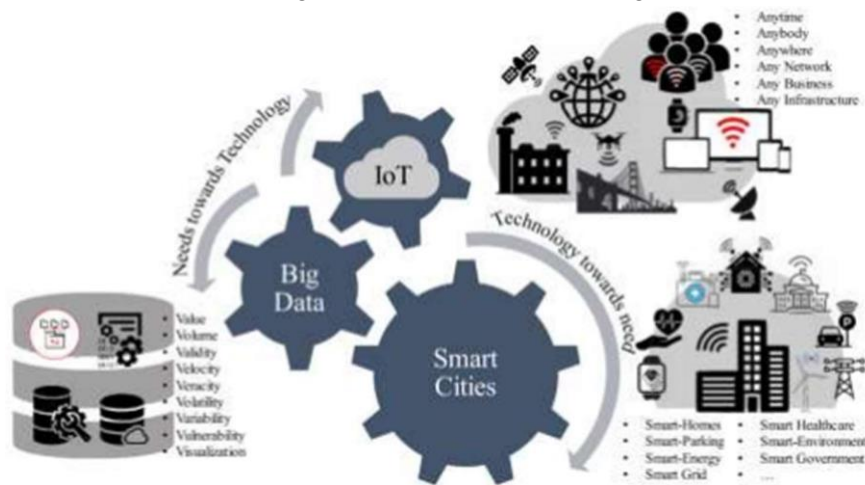 Anytime
Anybody
Anywhere
Any Network
Any Business
Any Infrastructure
Needs towards Technology
IoT
Technology towards need
Big
Data
Smart
Cities
Value
Volume
Validity
Velocity
Veracity
Volatility
Variability
Vulnerability
Visualization
P
Smart-Homes
Smart-Parking
Smart-Energy
Smart Grid
Smart Healthcare
Smart-Environment
Smart Government
…